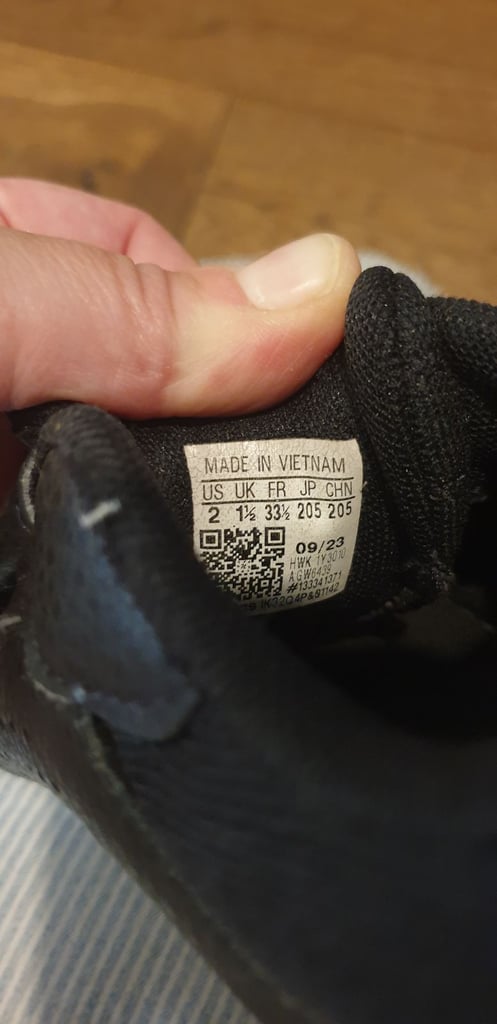 MADE IN VIETNAM
US UK FR JP CHN
2 1½ 33½ 205 205
09/23
HWK 1Y3010
#133341371